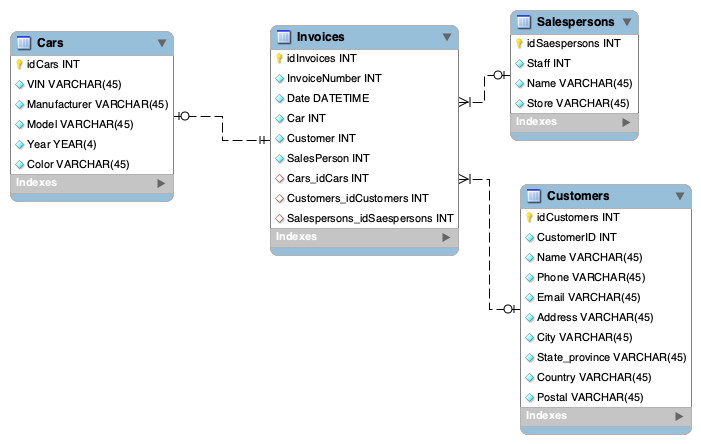 Cars
idCars INT
VIN VARCHAR(45)
Manufacturer VARCHAR(45)
Model VARCHAR(45)
Year YEAR(4)
Color VARCHAR(45)
Indexes
Invoices
idInvoices INT
InvoiceNumber INT
Date DATETIME
Car INT
Customer INT
SalesPerson INT
Cars_idCars INT
Customers_idCustomers INT
Salespersons_idSaespersons INT
Indexes
Salespersons
idSaespersons INT
Staff INT
Name VARCHAR(45)
Store VARCHAR(45)
Indexes
Customers
idCustomers INT
CustomerID INT
Name VARCHAR(45)
Phone VARCHAR(45)
Email VARCHAR(45)
Address VARCHAR(45)
City VARCHAR(45)
State_province VARCHAR(45)
Country VARCHAR(45)
Postal VARCHAR(45)
Indexes